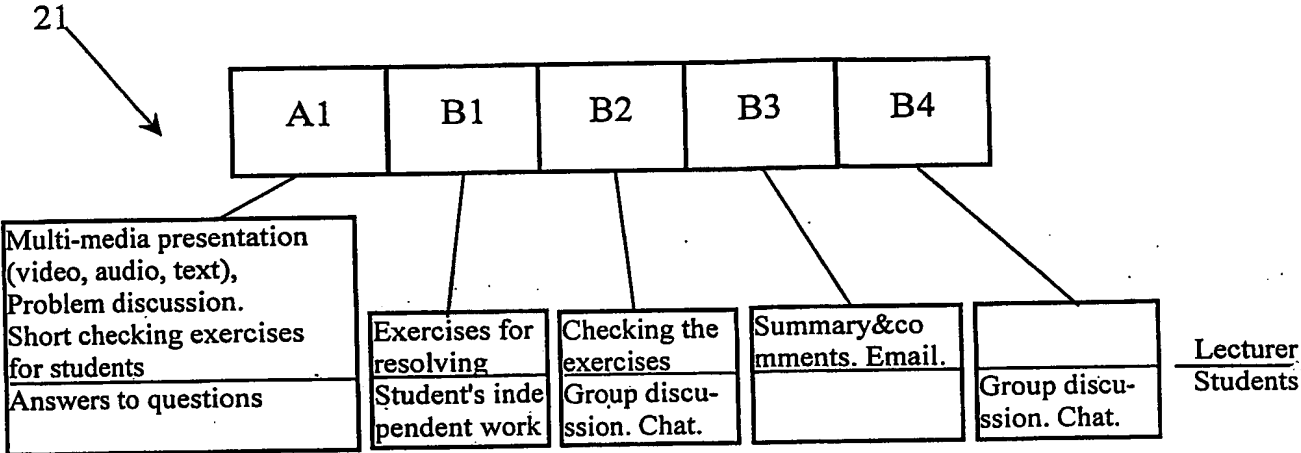 21
A1
B1
B2
B3
B4
Multi-media presentation
(video, audio, text),
Problem discussion.
Short checking exercises
for students
Answers to questions
Exercises for
resolving
Student's inde
pendent work
Checking the
exercises
Group discu-
ssion. Chat.
Summary&co
mments. Email.
Group discu-
ssion. Chat.
Lecturer
Students